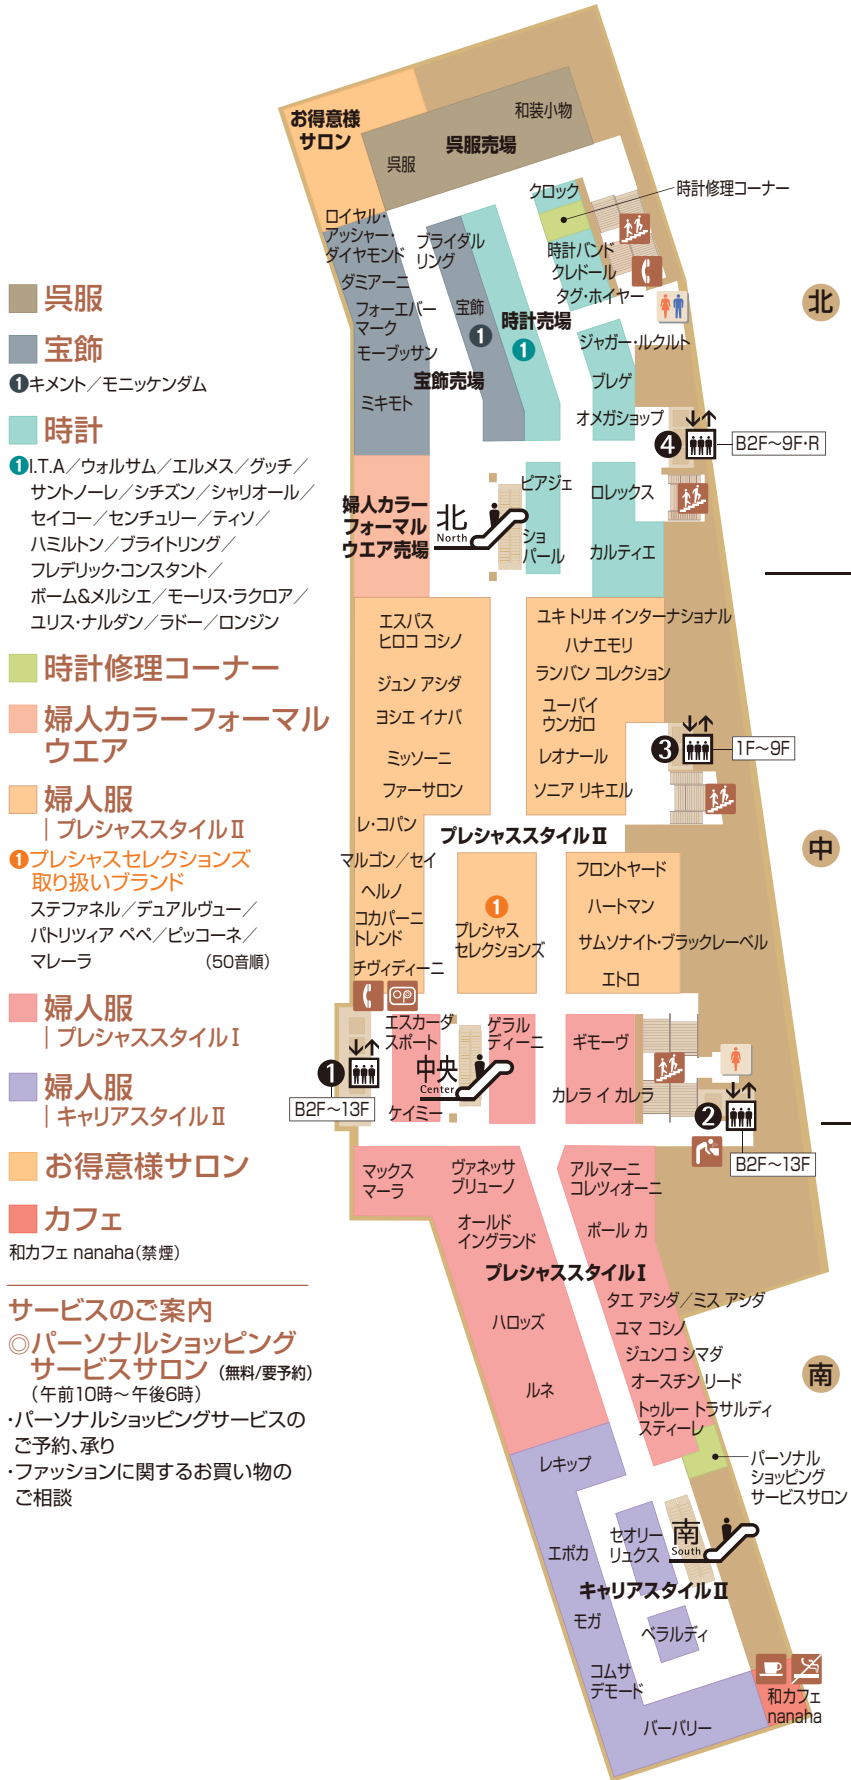 お得意様
サロン
和装小物
呉服売場
呉服
クロック
時計修理コーナー
ロイヤル・
アッシャー・
ダイヤモンド
ブライダル
リング
時計バンド
クレドール
タグ・ホイヤー
ダミアーニ
フォーエバー
マーク
宝飾
❶
時計売場
❶
モーブッサン
宝飾売場
ミキモト
ジャガー・ルクルト
ブレゲ
オメガショップ
北
❹
B2F〜9F・R
婦人カラー
フォーマル
ウエア売場
北
North
ピアジェ
ショ
パール
ロレックス
カルティエ
エスパス
ヒロコ コシノ
ジュン アシダ
ヨシエ イナバ
ミッソーニ
ファーサロン
レ・コパン
マルゴン／セイ
ヘルノ
コカパーニ
トレンド
チヴィディーニ
ユキ トリヰ インターナショナル
ハナエモリ
ランバン コレクション
ユーバイ
ウンガロ
レオナール
ソニア リキエル
❸
1F〜9F
プレシャススタイルⅡ
中
❶
プレシャス
セレクションズ
フロントヤード
ハートマン
サムソナイト・ブラックレーベル
エトロ
エスカーダ
スポート
中央
Center
ケイミー
ゲラルディーニ
ギモーヴ
カレラ イ カレラ
❶
B2F〜13F
❷
B2F〜13F
マックス
マーラ
ヴァネッサ
ブリューノ
オールド
イングランド
アルマーニ
コレツィオーニ
ポール カ
プレシャススタイルⅠ
ハロッズ
ルネ
タエ アシダ／ミス アシダ
ユマ コシノ
ジュンコ シマダ
オースチン リード
トゥルー トラサルディ
スティーレ
南
パーソナル
ショッピング
サービスサロン
レキップ
エポカ
セオリー
リュクス
南
South
キャリアスタイルⅡ
モガ
ベラルディ
コムサ
デモード
バーバリー
和カフェ
nanaha
呉服
宝飾
❶キメント／モニッケンダム
時計
❶I.T.A／ウォルサム／エルメス／グッチ／
サントノーレ／シチズン／シャリオール／
セイコー／センチュリー／ティソ／
ハミルトン／ブライトリング／
フレデリック・コンスタント／
ボーム&メルシエ／モーリス・ラクロア／
ユリス・ナルダン／ラドー／ロンジン
時計修理コーナー
婦人カラーフォーマル
ウエア
婦人服
｜プレシャススタイルⅡ
❶プレシャスセレクションズ
取り扱いブランド
ステファネル／デュアルヴュー／
パトリツィア ペペ／ピッコーネ／
マレーラ (50音順)
婦人服
｜プレシャススタイルⅠ
婦人服
｜キャリアスタイルⅡ
お得意様サロン
カフェ
和カフェ nanaha(禁煙)
サービスのご案内
◎パーソナルショッピング
サービスサロン (無料/要予約)
(午前10時〜午後6時)
・パーソナルショッピングサービスの
ご予約、承り
・ファッションに関するお買い物の
ご相談